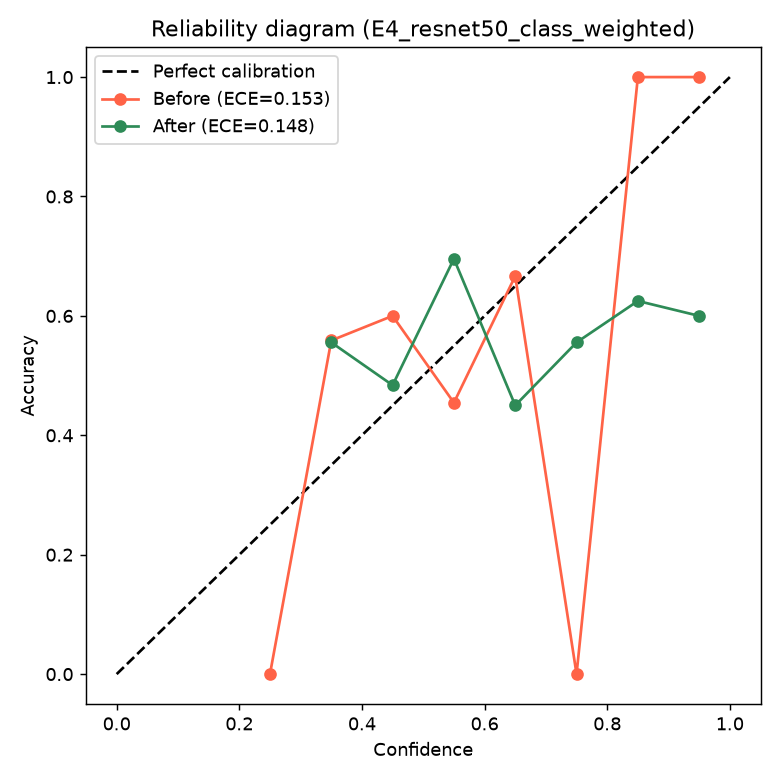 Reliability diagram (E4_resnet50_class_weighted)
Perfect calibration
Before (ECE=0.153)
After (ECE=0.148)
1.0
0.8
0.6
0.4
0.2
0.0
Accuracy
0.0 0.2 0.4 0.6 0.8 1.0
Confidence